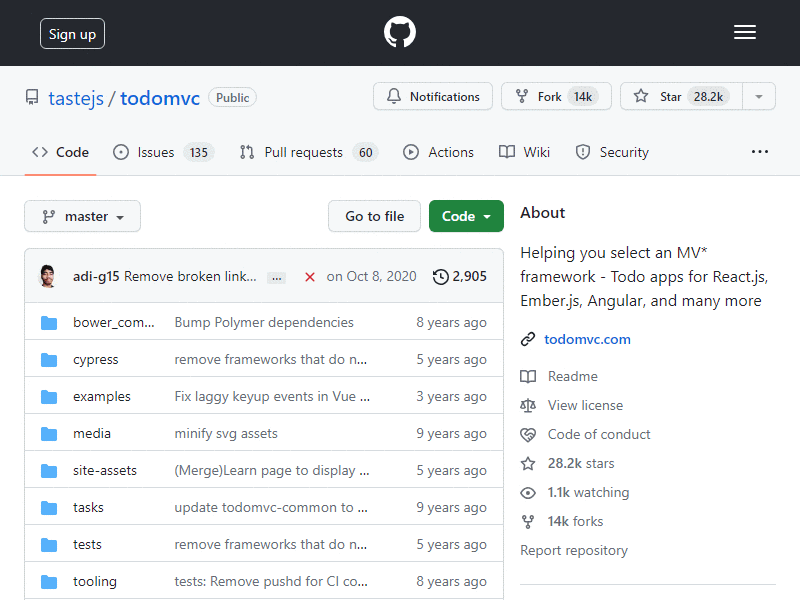 Sign up
tastejs / todomvc Public
Notifications Fork 14k Star 28.2k
Code Issues 135 Pull requests 60 Actions Wiki Security ...
master Go to file Code
adi-g15 Remove broken link... ... on Oct 8, 2020 2,905
bower_com... Bump Polymer dependencies 8 years ago
cypress remove frameworks that do n... 5 years ago
examples Fix laggy keyup events in Vue ... 3 years ago
media minify svg assets 9 years ago
site-assets (Merge)Learn page to display ... 5 years ago
tasks update todomvc-common to ... 9 years ago
tests remove frameworks that do n... 5 years ago
tooling tests: Remove pushd for CI co... 8 years ago
About
Helping you select an MV*
framework - Todo apps for React.js,
Ember.js, Angular, and many more
todomvc.com
Readme
View license
Code of conduct
28.2k stars
1.1k watching
14k forks
Report repository